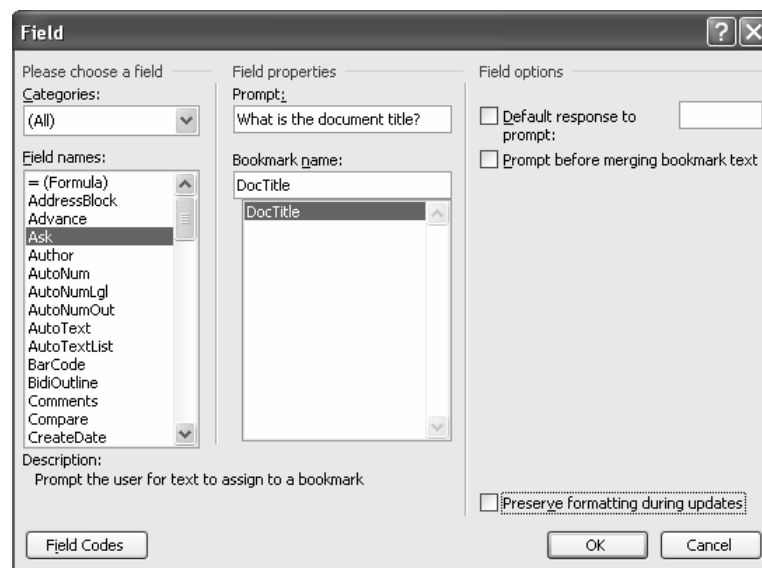 Field
Please choose a field
Categories:
(All)
Field names:
= (Formula)
AddressBlock
Advance
Ask
Author
AutoNum
AutoNumLgl
AutoNumOut
AutoText
AutoTextList
BarCode
BidiOutline
Comments
Compare
CreateDate
Field properties
Prompt:
What is the document title?
Bookmark name:
DocTitle
DocTitle
Field options
Default response to
prompt:
Prompt before merging bookmark text
Preserve formatting during updates
Description:
Prompt the user for text to assign to a bookmark
Field Codes
OK
Cancel